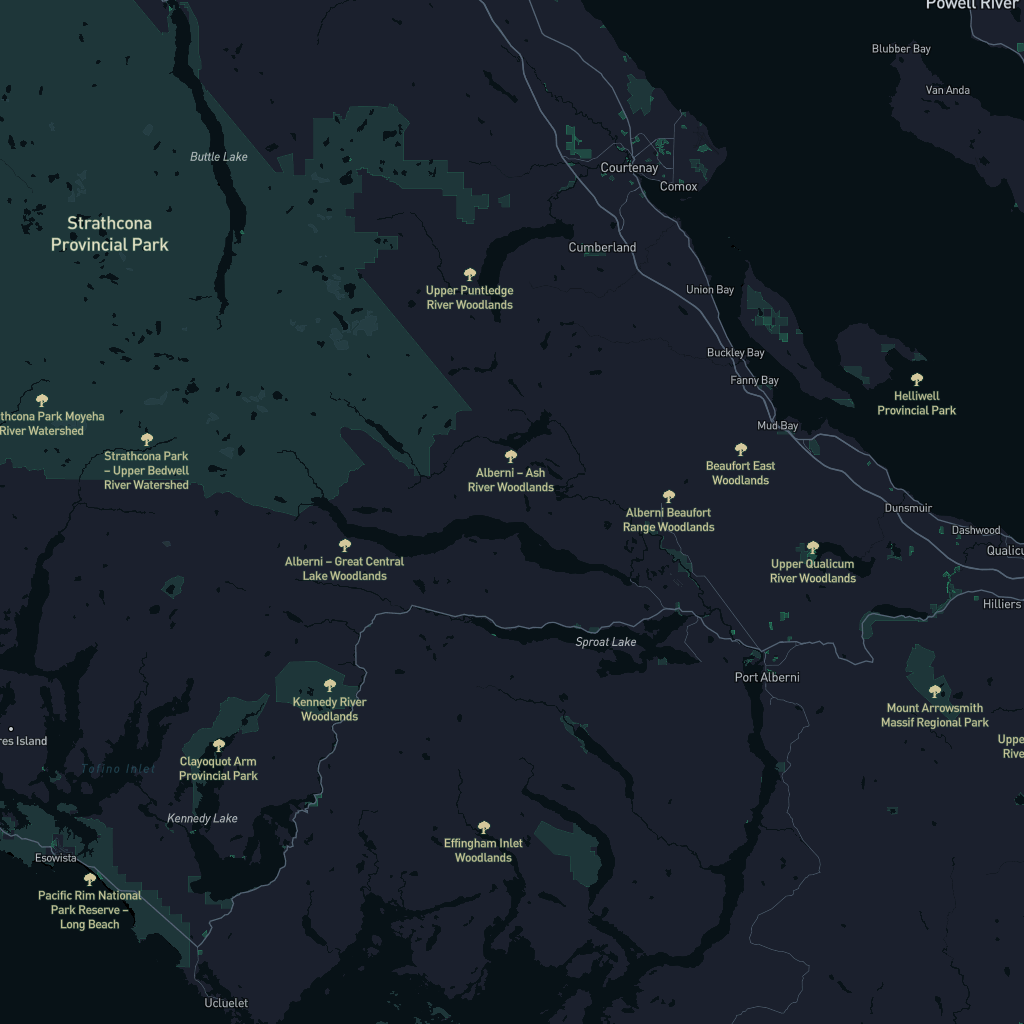 Powell River
Blubber Bay
Van Anda
Buttle Lake
Courtenay
Comox
Strathcona
Provincial Park
Cumberland
Upper Puntledge
River Woodlands
Union Bay
Buckley Bay
Fanny Bay
Helliwell
Provincial Park
thcona Park Moyeha
River Watershed
Mud Bay
Strathcona Park
– Upper Bedwell
River Watershed
Alberni – Ash
River Woodlands
Beaufort East
Woodlands
Alberni Beaufort
Range Woodlands
Dunsmuir
Dashwood
Qualicu
Alberni – Great Central
Lake Woodlands
Upper Qualicum
River Woodlands
Hilliers
Sproat Lake
Port Alberni
Kennedy River
Woodlands
Mount Arrowsmith
Massif Regional Park
res Island
Uppe
Rive
Tofino Inlet
Clayoquot Arm
Provincial Park
Kennedy Lake
Effingham Inlet
Woodlands
Esowista
Pacific Rim National
Park Reserve –
Long Beach
Ucluelet